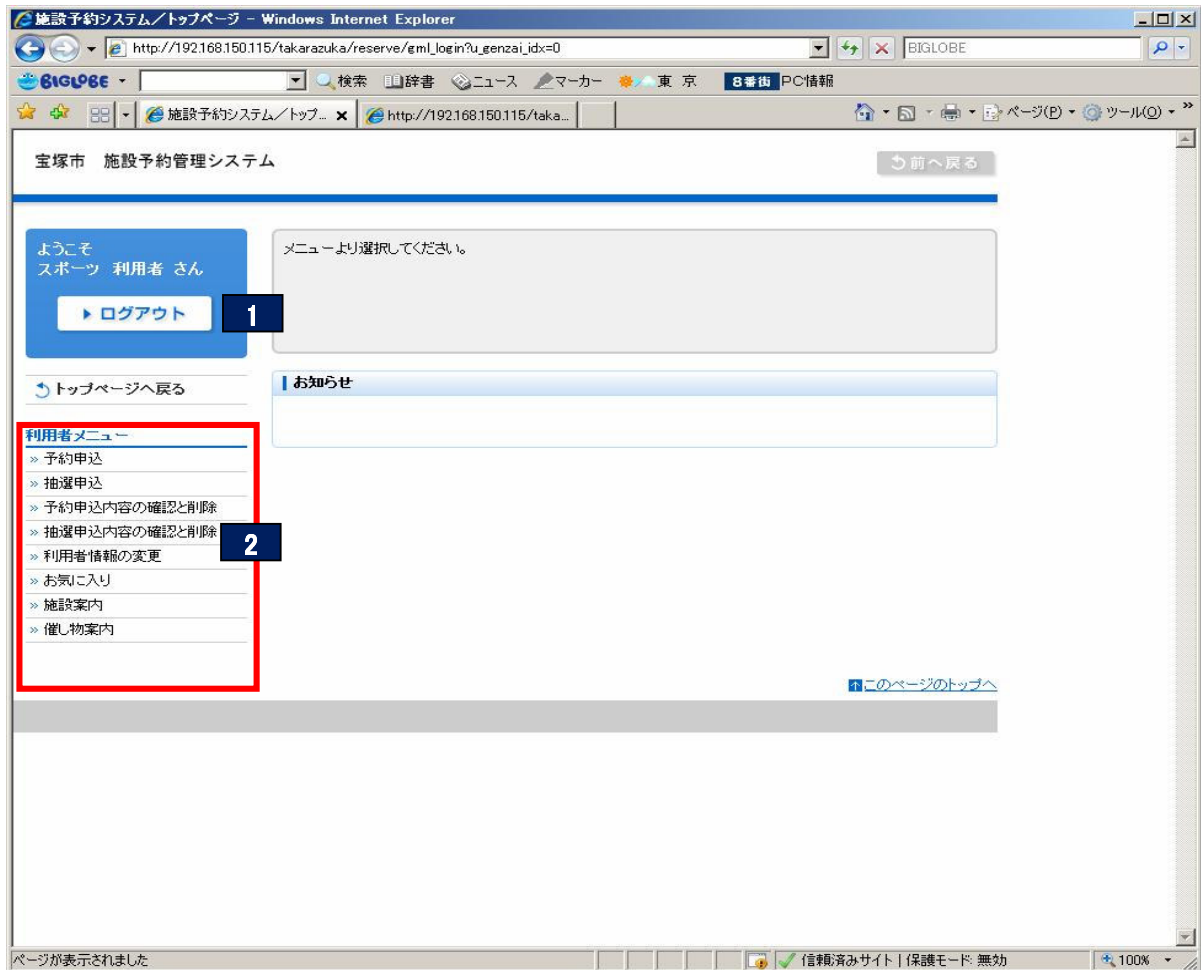 施設予約システム／トップページ - Windows Internet Explorer
http://192.168.150.115/takarazuka/reserve/gml_login?u_genzai_idx=0
BIGLOBE
BIGLOBE
検索 辞書 ニュース マーカー 東 京 8番街 PC情報
施設予約システム／トップ... http://192.168.150.115/taka...
ページ(P) ツール(O) »
宝塚市 施設予約管理システム
前へ戻る
ようこそ
スポーツ 利用者 さん
ログアウト
1
メニューより選択してください。
トップページへ戻る
お知らせ
利用者メニュー
» 予約申込
» 抽選申込
» 予約申込内容の確認と削除
» 抽選申込内容の確認と削除
2
» 利用者情報の変更
» お気に入り
» 施設案内
» 催し物案内
このページのトップへ
ページが表示されました
信頼済みサイト | 保護モード: 無効
100%